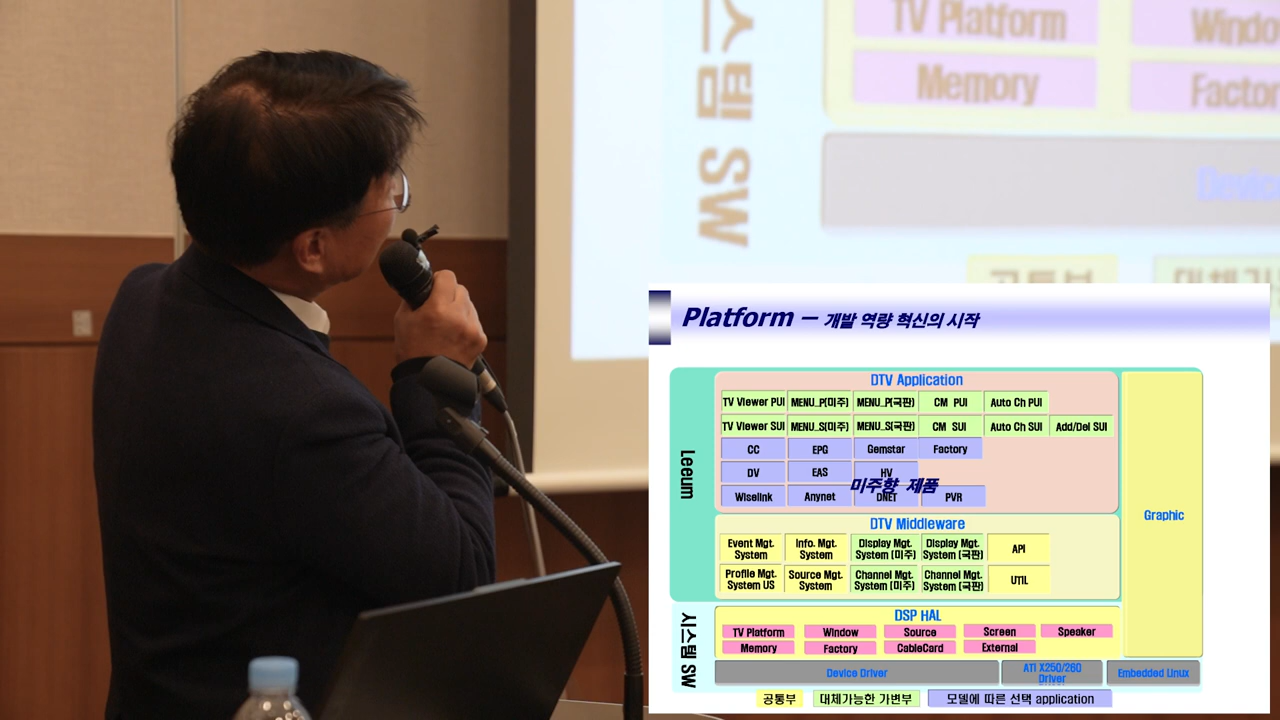 TV Platform
Windo
Memory
Factor
Devic
시스템 SW
공통부
대체가
Platform – 개발 역량 혁신의 시작
Leeum
DTV Application
TV Viewer PUI MENU_P(미주) MENU_P(국판) CM PUI Auto Ch PUI
TV Viewer SUI MENU_S(미주) MENU_S(국판) CM SUI Auto Ch SUI Add/Del SUI
CC EPG Gemstar Factory
DV EAS HV
미주향 제품
Wiselink Anynet DNET PVR
Graphic
DTV Middleware
Event Mgt. System
Info. Mgt. System
Display Mgt. System (미주)
Display Mgt. System (국판)
API
Profile Mgt. System US
Source Mgt. System
Channel Mgt. System (미주)
Channel Mgt. System (국판)
UTIL
시스템 SW
DSP HAL
TV Platform Window Source Screen Speaker
Memory Factory CableCard External
Device Driver
ATI X250/260 Driver
Embedded Linux
공통부 대체가능한 가변부 모델에 따른 선택 application